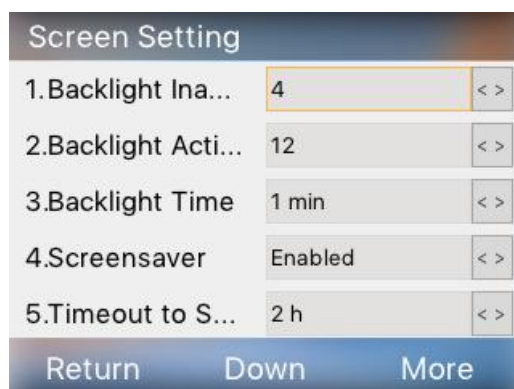 Screen Setting
1.Backlight Ina... 4 < >
2.Backlight Acti... 12 < >
3.Backlight Time 1 min < >
4.Screensaver Enabled < >
5.Timeout to S... 2 h < >
Return Down More